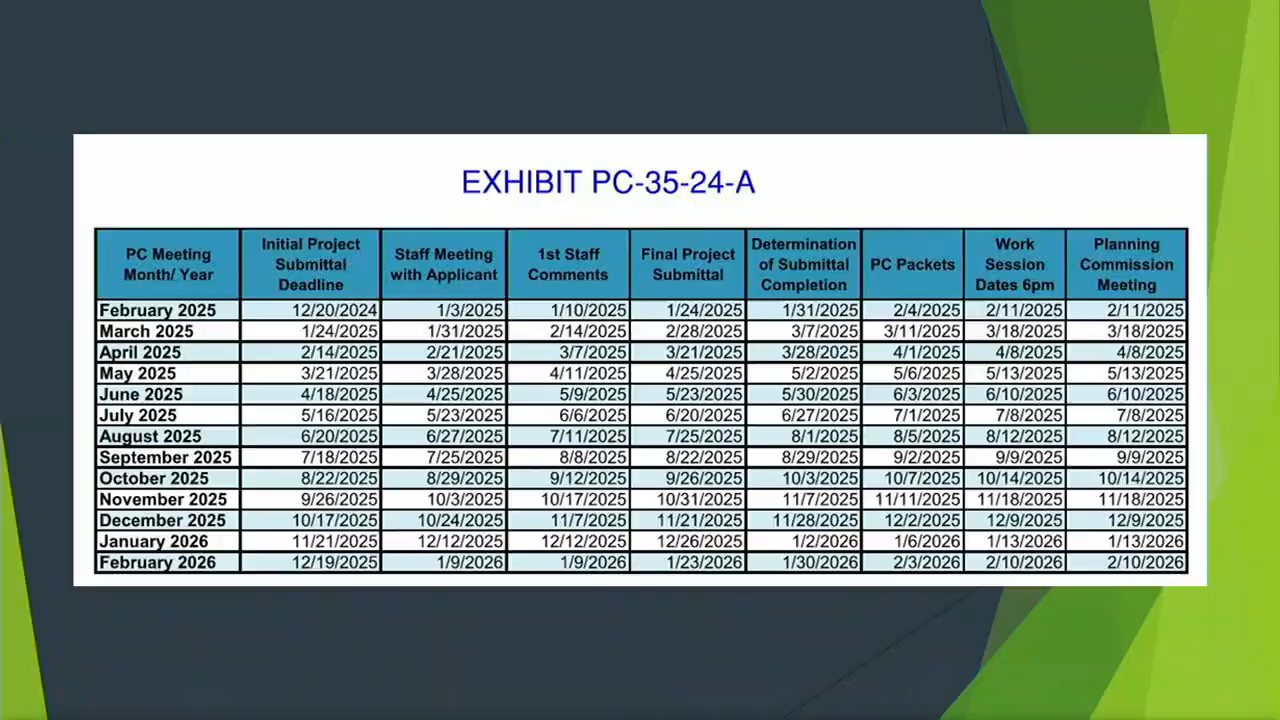 EXHIBIT PC-35-24-A
PC Meeting Month/ Year | Initial Project Submittal Deadline | Staff Meeting with Applicant | 1st Staff Comments | Final Project Submittal | Determination of Submittal Completion | PC Packets | Work Session Dates 6pm | Planning Commission Meeting
February 2025 | 12/20/2024 | 1/3/2025 | 1/10/2025 | 1/24/2025 | 1/31/2025 | 2/4/2025 | 2/11/2025 | 2/11/2025
March 2025 | 1/24/2025 | 1/31/2025 | 2/14/2025 | 2/28/2025 | 3/7/2025 | 3/11/2025 | 3/18/2025 | 3/18/2025
April 2025 | 2/14/2025 | 2/21/2025 | 3/7/2025 | 3/21/2025 | 3/28/2025 | 4/1/2025 | 4/8/2025 | 4/8/2025
May 2025 | 3/21/2025 | 3/28/2025 | 4/11/2025 | 4/25/2025 | 5/2/2025 | 5/6/2025 | 5/13/2025 | 5/13/2025
June 2025 | 4/18/2025 | 4/25/2025 | 5/9/2025 | 5/23/2025 | 5/30/2025 | 6/3/2025 | 6/10/2025 | 6/10/2025
July 2025 | 5/16/2025 | 5/23/2025 | 6/6/2025 | 6/20/2025 | 6/27/2025 | 7/1/2025 | 7/8/2025 | 7/8/2025
August 2025 | 6/20/2025 | 6/27/2025 | 7/11/2025 | 7/25/2025 | 8/1/2025 | 8/5/2025 | 8/12/2025 | 8/12/2025
September 2025 | 7/18/2025 | 7/25/2025 | 8/8/2025 | 8/22/2025 | 8/29/2025 | 9/2/2025 | 9/9/2025 | 9/9/2025
October 2025 | 8/22/2025 | 8/29/2025 | 9/12/2025 | 9/26/2025 | 10/3/2025 | 10/7/2025 | 10/14/2025 | 10/14/2025
November 2025 | 9/26/2025 | 10/3/2025 | 10/17/2025 | 10/31/2025 | 11/7/2025 | 11/11/2025 | 11/18/2025 | 11/18/2025
December 2025 | 10/17/2025 | 10/24/2025 | 11/7/2025 | 11/21/2025 | 11/28/2025 | 12/2/2025 | 12/9/2025 | 12/9/2025
January 2026 | 11/21/2025 | 12/12/2025 | 12/12/2025 | 12/26/2025 | 1/2/2026 | 1/6/2026 | 1/13/2026 | 1/13/2026
February 2026 | 12/19/2025 | 1/9/2026 | 1/9/2026 | 1/23/2026 | 1/30/2026 | 2/3/2026 | 2/10/2026 | 2/10/2026